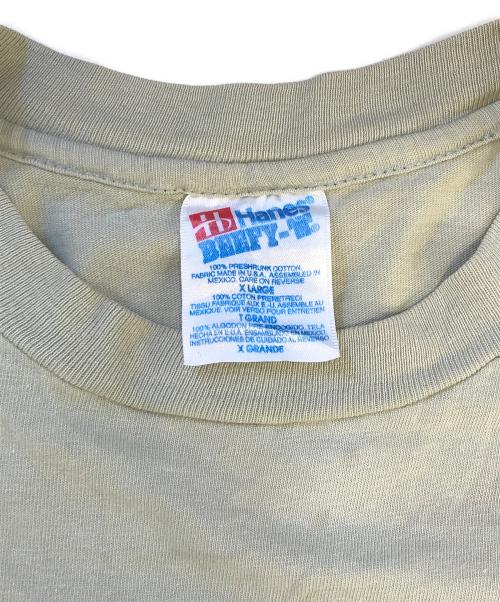 Hb Hanes®
BEEFY-T®
100% PRESHRUNK COTTON.
FABRIC MADE IN U.S.A. ASSEMBLED IN
MEXICO. CARE ON REVERSE
X LARGE
100% COTON PRERETRECI
TISSU FABRIQUE AUX E.-U. ASSEMBLE AU
MEXIQUE. VOIR VERSO POUR ENTRETIEN
T GRAND
100% ALGODON PRE-ENCOGIDO. TELA
HECHA EN E.U.A. ENSAMBLADO EN MEXICO
INSTRUCCIONES DE CUIDADO AL REVERSO
X GRANDE